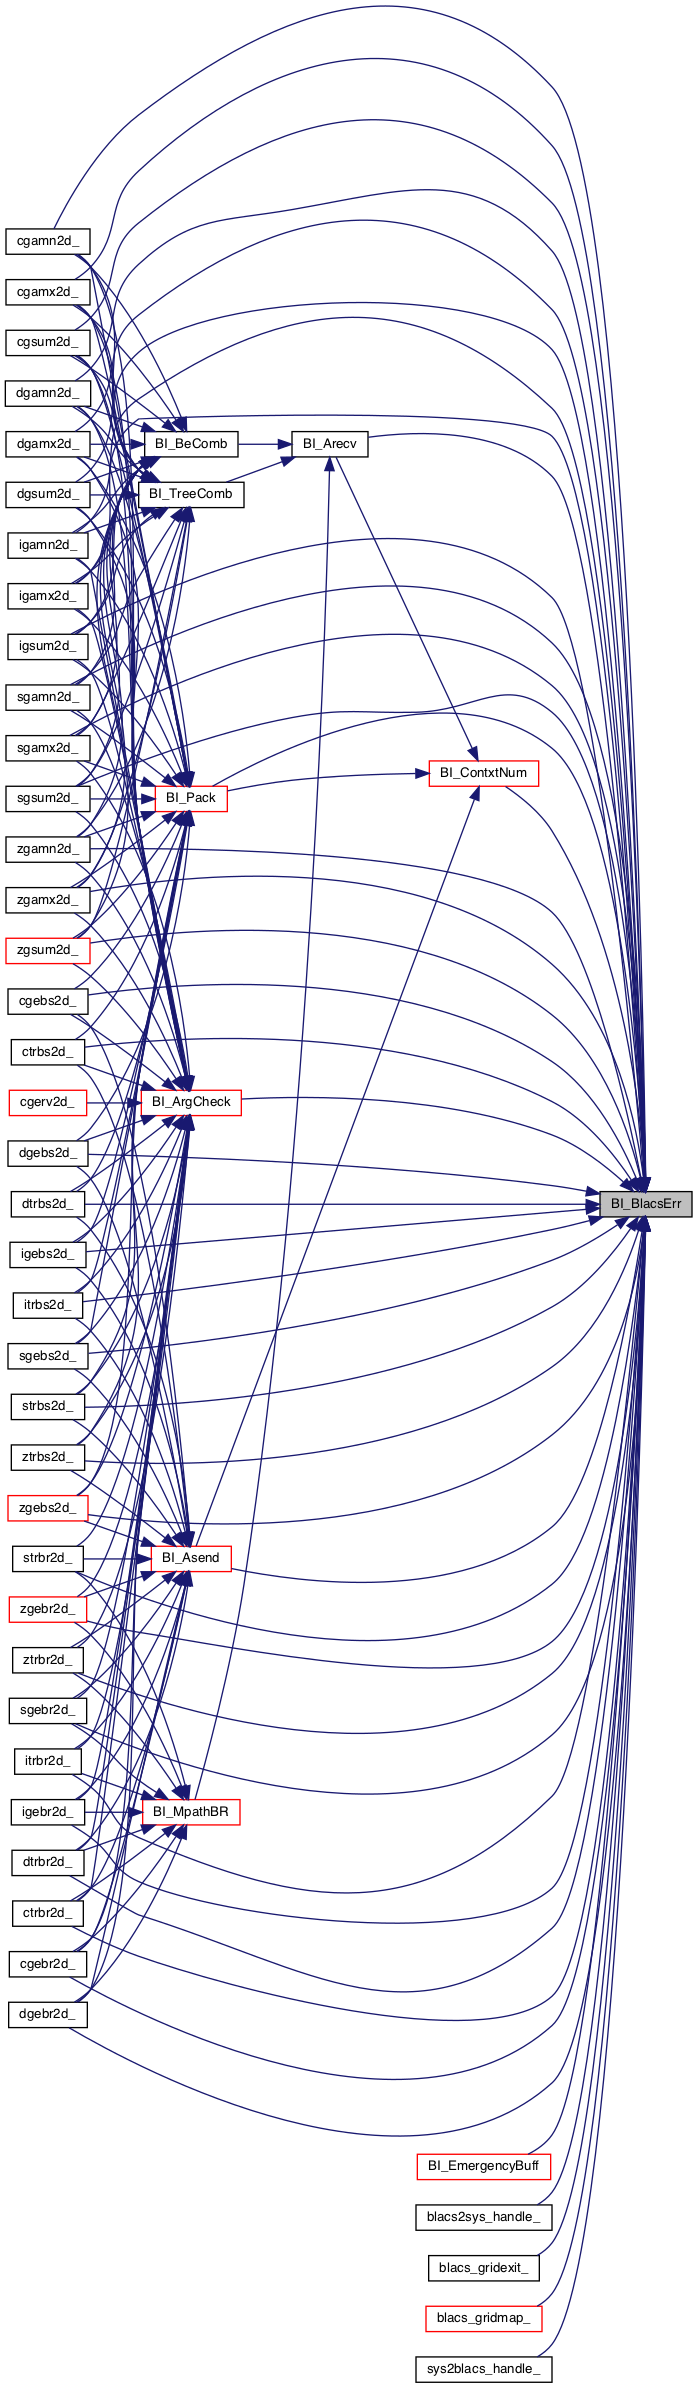 cgamn2d_
cgamx2d_
cgsum2d_
dgamn2d_
dgamx2d_
BI_BeComb
BI_Arecv
dgsum2d_
BI_TreeComb
igamn2d_
igamx2d_
igsum2d_
sgamn2d_
sgamx2d_
BI_ContxtNum
sgsum2d_
BI_Pack
zgamn2d_
zgamx2d_
zgsum2d_
cgebs2d_
ctrbs2d_
cgerv2d_
BI_ArgCheck
dgebs2d_
dtrbs2d_
BI_BlacsErr
igebs2d_
itrbs2d_
sgebs2d_
strbs2d_
ztrbs2d_
zgebs2d_
strbr2d_
BI_Asend
zgebr2d_
ztrbr2d_
sgebr2d_
itrbr2d_
igebr2d_
BI_MpathBR
dtrbr2d_
ctrbr2d_
cgebr2d_
dgebr2d_
BI_EmergencyBuff
blacs2sys_handle_
blacs_gridexit_
blacs_gridmap_
sys2blacs_handle_